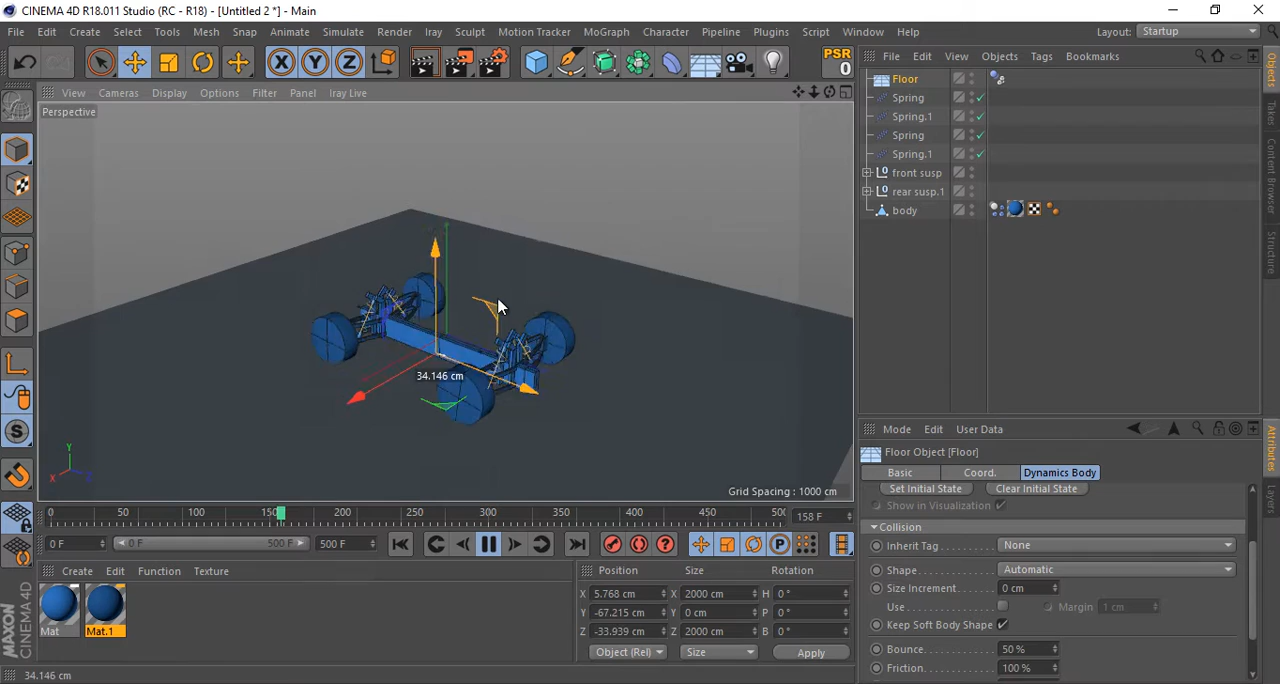 CINEMA 4D R18.011 Studio (RC - R18) - [Untitled 2 *] - Main
File Edit Create Select Tools Mesh Snap Animate Simulate Render Iray Sculpt Motion Tracker MoGraph Character Pipeline Plugins Script Window Help Layout: Startup
X Y Z PSR
0
File Edit View Objects Tags Bookmarks
View Cameras Display Options Filter Panel Iray Live
Perspective
Floor
Spring
Spring.1
Spring
Spring.1
front susp
rear susp.1
body
Objects
Takes
Content Browser
Structure
34.146 cm
Y
X
Z
Grid Spacing : 1000 cm
Mode Edit User Data
Floor Object [Floor]
Basic Coord. Dynamics Body
Set Initial State Clear Initial State
Show in Visualization
Collision
Inherit Tag None
Shape Automatic
Size Increment 0 cm
Use Margin 1 cm
Keep Soft Body Shape
Bounce 50 %
Friction 100 %
Attributes
Layers
0 50 100 150 200 250 300 350 400 450 50 158 F
0 F 0 F 500 F 500 F
P
Create Edit Function Texture
Mat Mat.1
Position Size Rotation
X 5.768 cm X 2000 cm H 0 °
Y -67.215 cm Y 0 cm P 0 °
Z -33.939 cm Z 2000 cm B 0 °
Object (Rel) Size Apply
MAXON
CINEMA 4D
34.146 cm